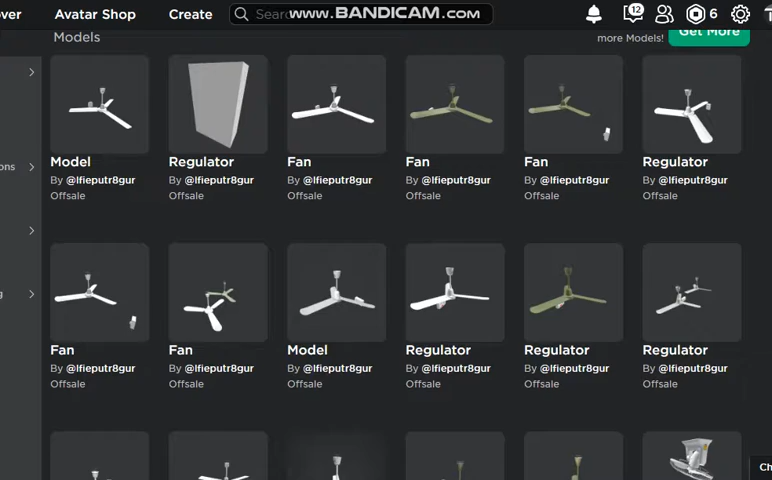 over Avatar Shop Create Search www.BANDICAM.com 12 6
Models more Models! Get More
Model Regulator Fan Fan Fan Regulator
By @lfieputr8gur By @lfieputr8gur By @lfieputr8gur By @lfieputr8gur By @lfieputr8gur By @lfieputr8gur
Offsale Offsale Offsale Offsale Offsale Offsale
Fan Fan Model Regulator Regulator Regulator
By @lfieputr8gur By @lfieputr8gur By @lfieputr8gur By @lfieputr8gur By @lfieputr8gur By @lfieputr8gur
Offsale Offsale Offsale Offsale Offsale Offsale
Ch